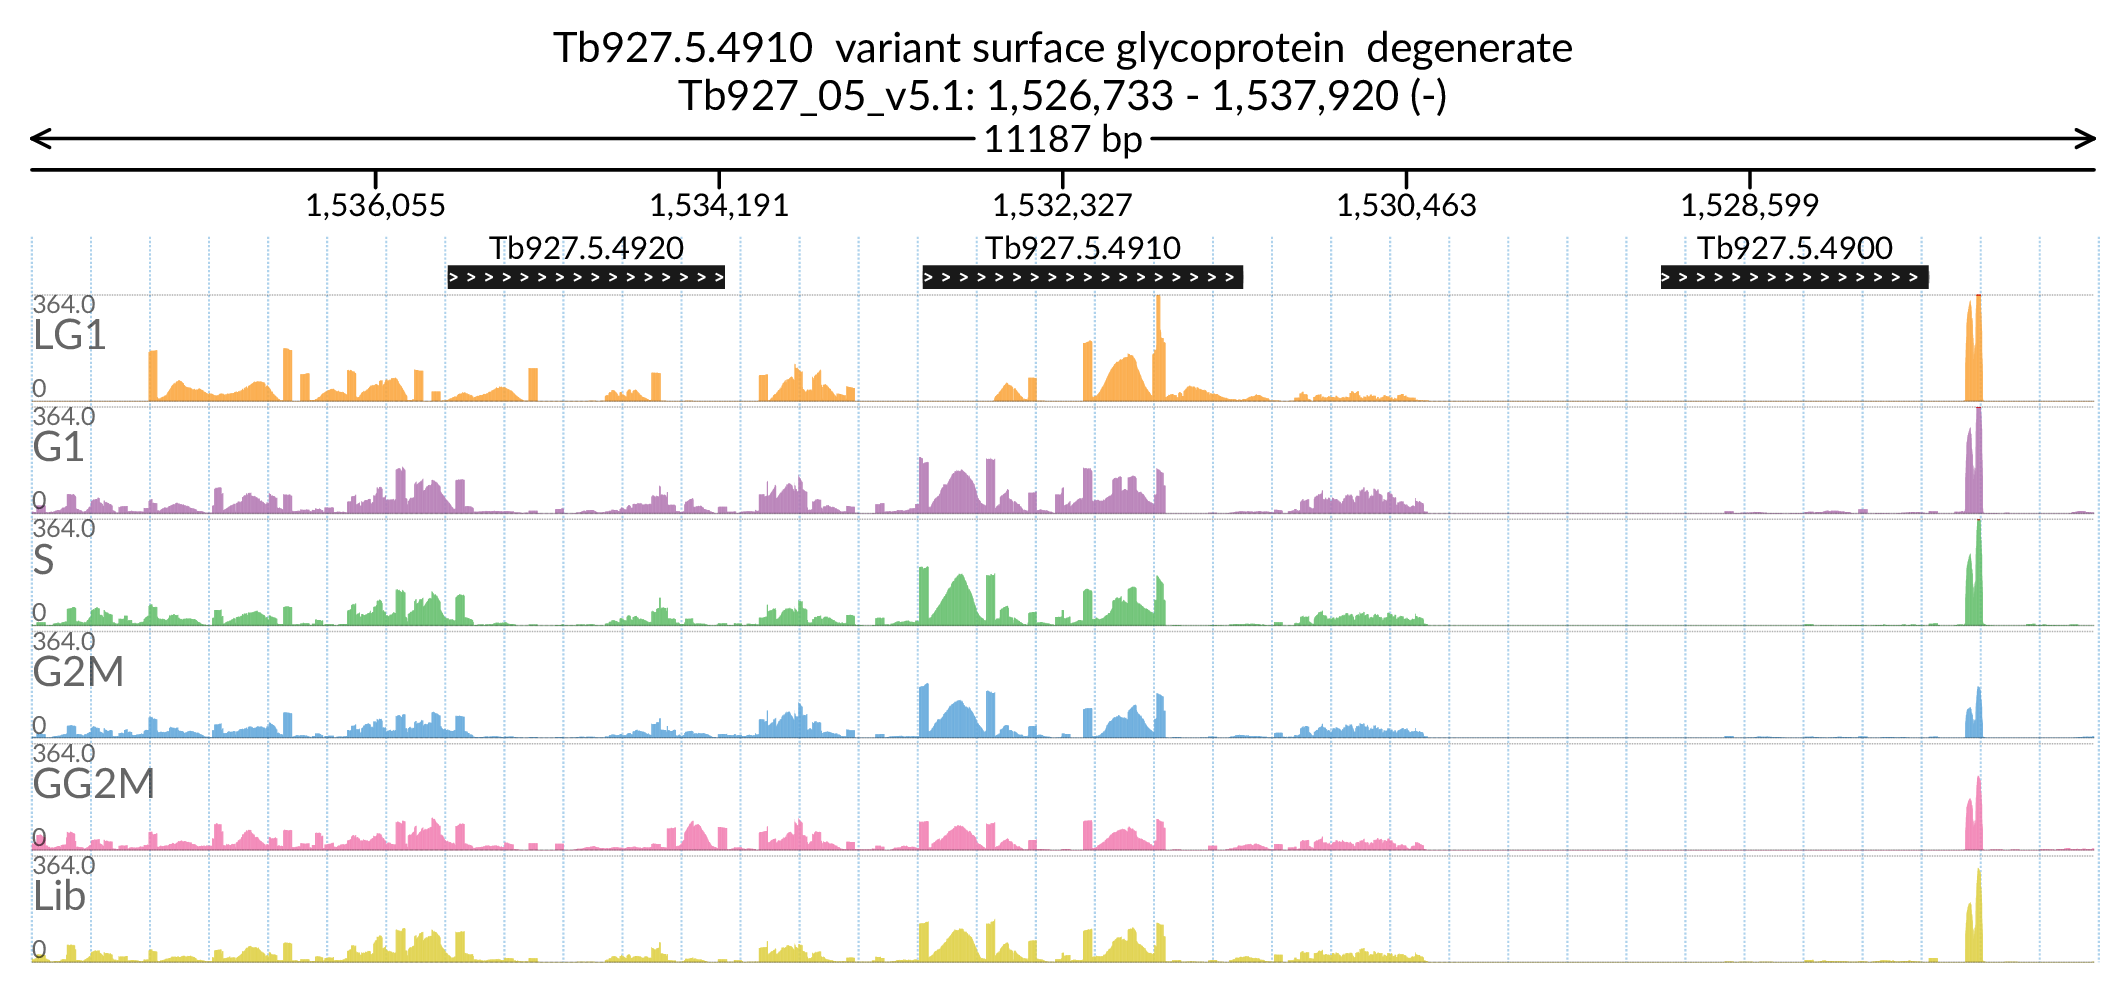 Tb927.5.4910  variant surface glycoprotein  degenerate
Tb927_05_v5.1: 1,526,733 - 1,537,920 (-)
11187 bp
1,536,055 1,534,191 1,532,327 1,530,463 1,528,599
Tb927.5.4920 Tb927.5.4910 Tb927.5.4900
364.0
LG1
0
364.0
G1
0
364.0
S
0
364.0
G2M
0
364.0
GG2M
0
364.0
Lib
0